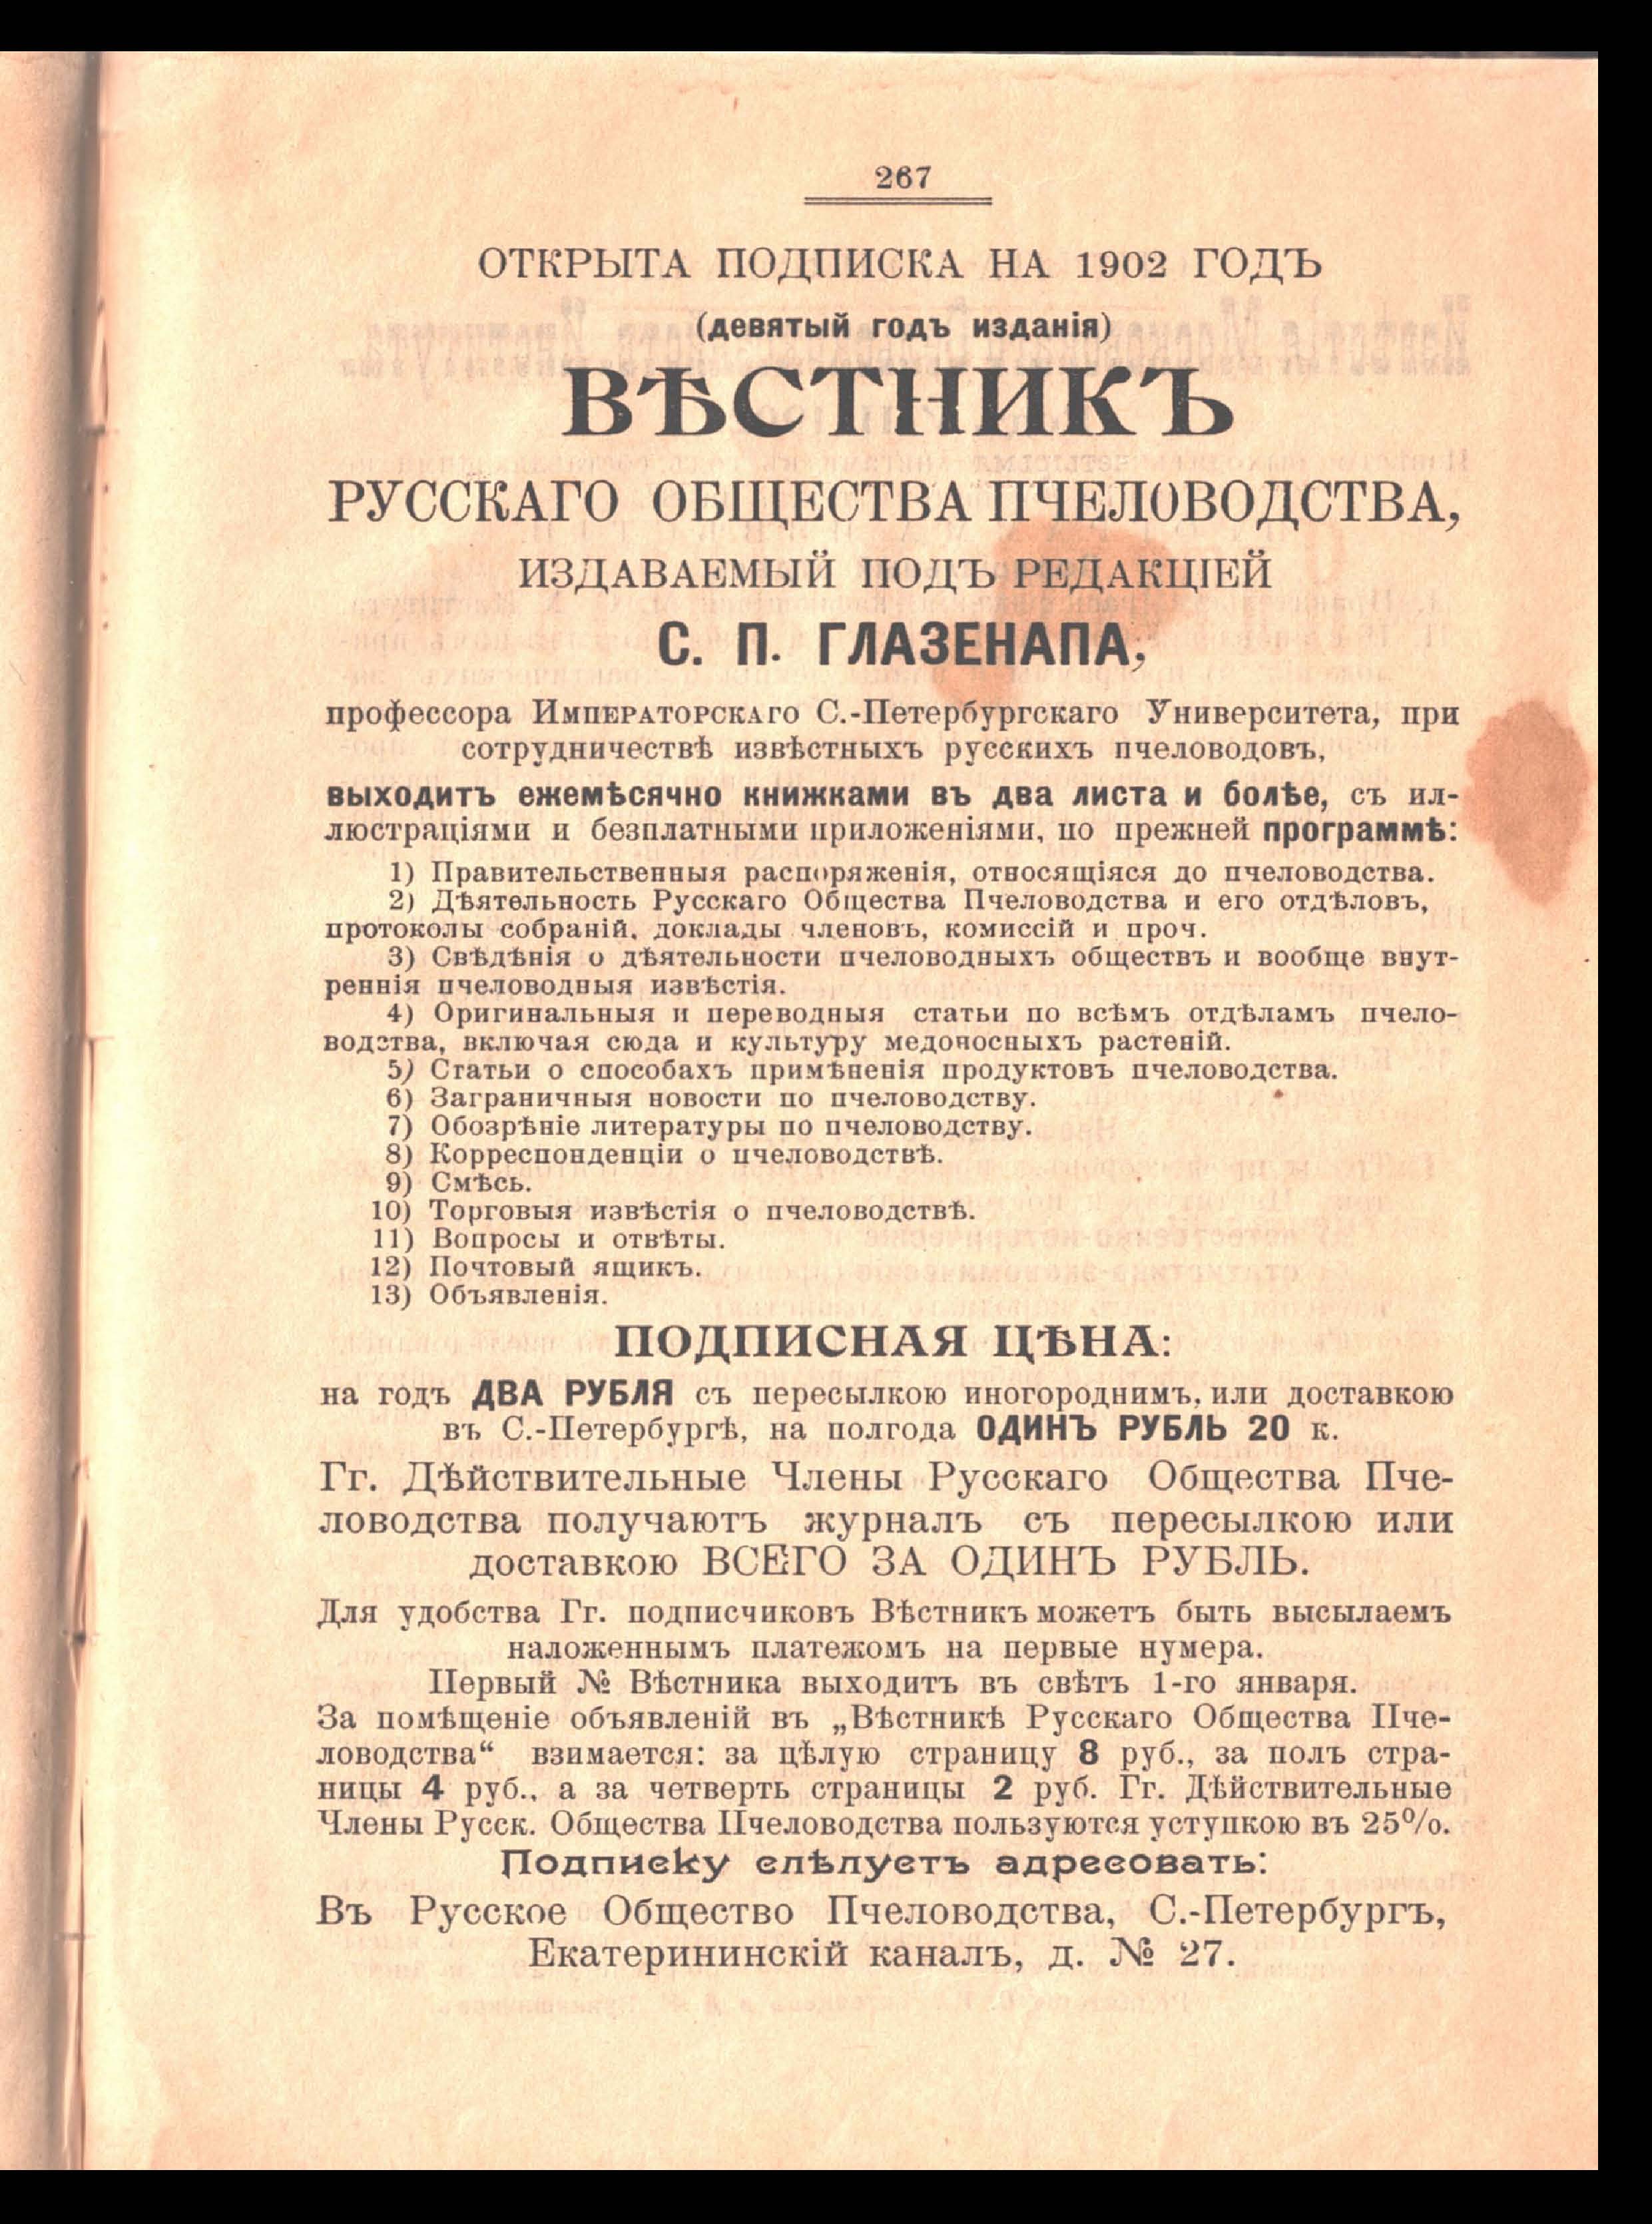 267
ОТКРЫТА ПОДПИСКА НА 1902 ГОДЪ
(девятый годъ изданія)
ВѢСТНИКЪ
РУССКАГО ОБЩЕСТВА ПЧЕЛОВОДСТВА,
ИЗДАВАЕМЫЙ ПОДЪ РЕДАКЦІЕЙ
С. П. ГЛАЗЕНАПА,
профессора Императорскаго С.-Петербургскаго Университета, при
сотрудничествѣ извѣстныхъ русскихъ пчеловодовъ,
выходитъ ежемѣсячно книжками въ два листа и болѣе, съ ил-
люстраціями и безплатными приложеніями, по прежней программѣ:
1) Правительственныя распоряженія, относящіяся до пчеловодства.
2) Дѣятельность Русскаго Общества Пчеловодства и его отдѣловъ,
протоколы собраній, доклады членовъ, комиссій и проч.
3) Свѣдѣнія о дѣятельности пчеловодныхъ обществъ и вообще внут-
реннія пчеловодныя извѣстія.
4) Оригинальныя и переводныя статьи по всѣмъ отдѣламъ пчело-
водства, включая сюда и культуру медоносныхъ растеній.
5) Статьи о способахъ примѣненія продуктовъ пчеловодства.
6) Заграничныя новости по пчеловодству.
7) Обозрѣніе литературы по пчеловодству.
8) Корреспонденціи о пчеловодствѣ.
9) Смѣсь.
10) Торговыя извѣстія о пчеловодствѣ.
11) Вопросы и отвѣты.
12) Почтовый ящикъ.
13) Объявленія.
ПОДПИСНАЯ ЦѢНА:
на годъ ДВА РУБЛЯ съ пересылкою иногороднимъ, или доставкою
въ С.-Петербургѣ, на полгода ОДИНЪ РУБЛЬ 20 к.
Гг. Дѣйствительные Члены Русскаго Общества Пче-
ловодства получаютъ журналъ съ пересылкою или
доставкою ВСЕГО ЗА ОДИНЪ РУБЛЬ.
Для удобства Гг. подписчиковъ Вѣстникъ можетъ быть высылаемъ
наложеннымъ платежомъ на первые нумера.
Первый № Вѣстника выходитъ въ свѣтъ 1-го января.
За помѣщеніе объявленій въ „Вѣстникѣ Русскаго Общества Пче-
ловодства“ взимается: за цѣлую страницу 8 руб., за полъ стра-
ницы 4 руб., а за четверть страницы 2 руб. Гг. Дѣйствительные
Члены Русск. Общества Пчеловодства пользуются уступкою въ 25%.
Подписку слѣдуетъ адресовать:
Въ Русское Общество Пчеловодства, С.-Петербургъ,
Екатерининскій каналъ, д. № 27.